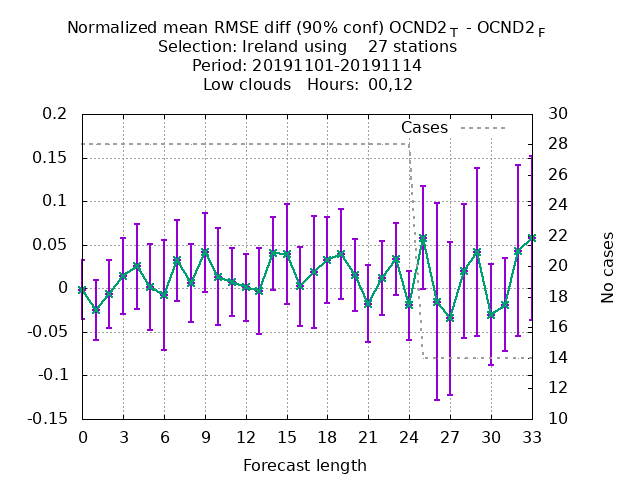 Normalized mean RMSE diff (90% conf) OCND2 T - OCND2 F
Selection: Ireland using 27 stations
Period: 20191101-20191114
Low clouds Hours: 00,12
Cases
0.2
0.15
0.1
0.05
0
-0.05
-0.1
-0.15
30
28
26
24
22
20
18
16
14
12
10
No cases
0 3 6 9 12 15 18 21 24 27 30 33
Forecast length